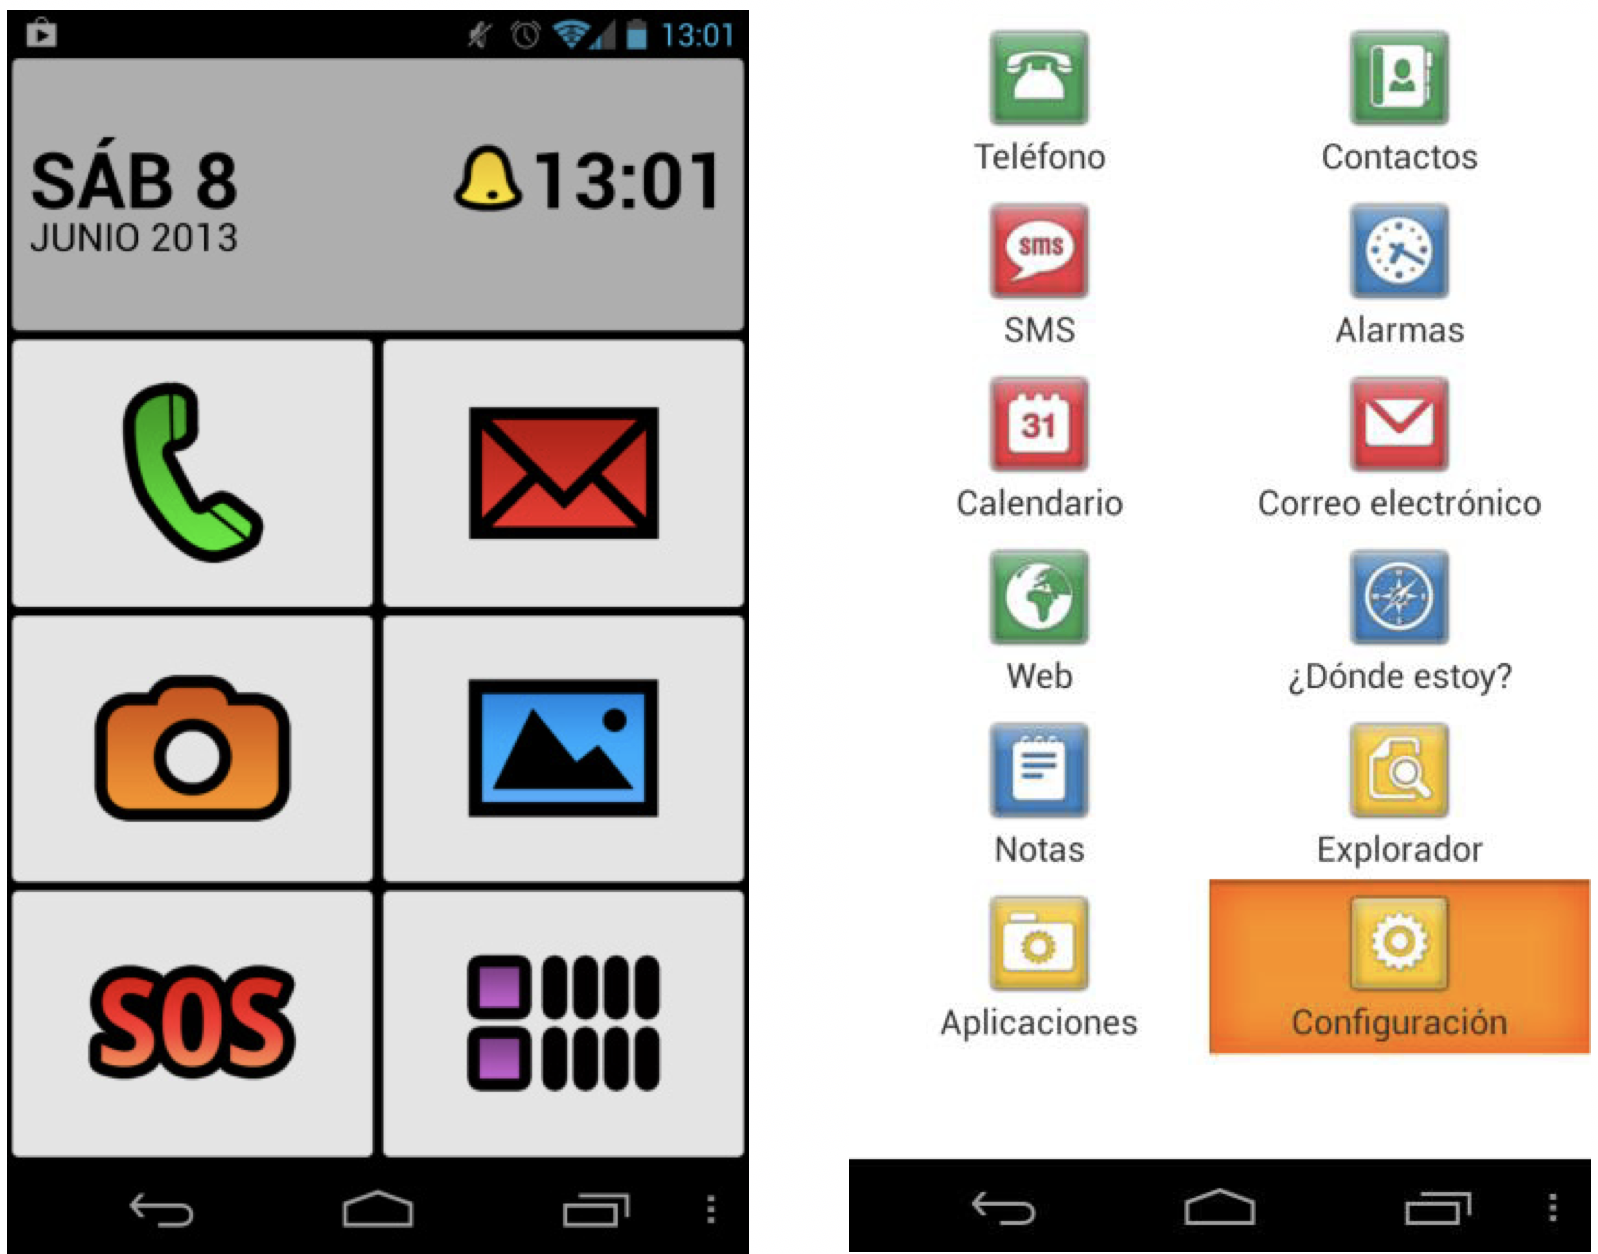 13:01
SÁB 8
13:01
JUNIO 2013
SOS
Teléfono
Contactos
sms
SMS
Alarmas
31
Calendario
Correo electrónico
Web
¿Dónde estoy?
Notas
Explorador
Aplicaciones
Configuración